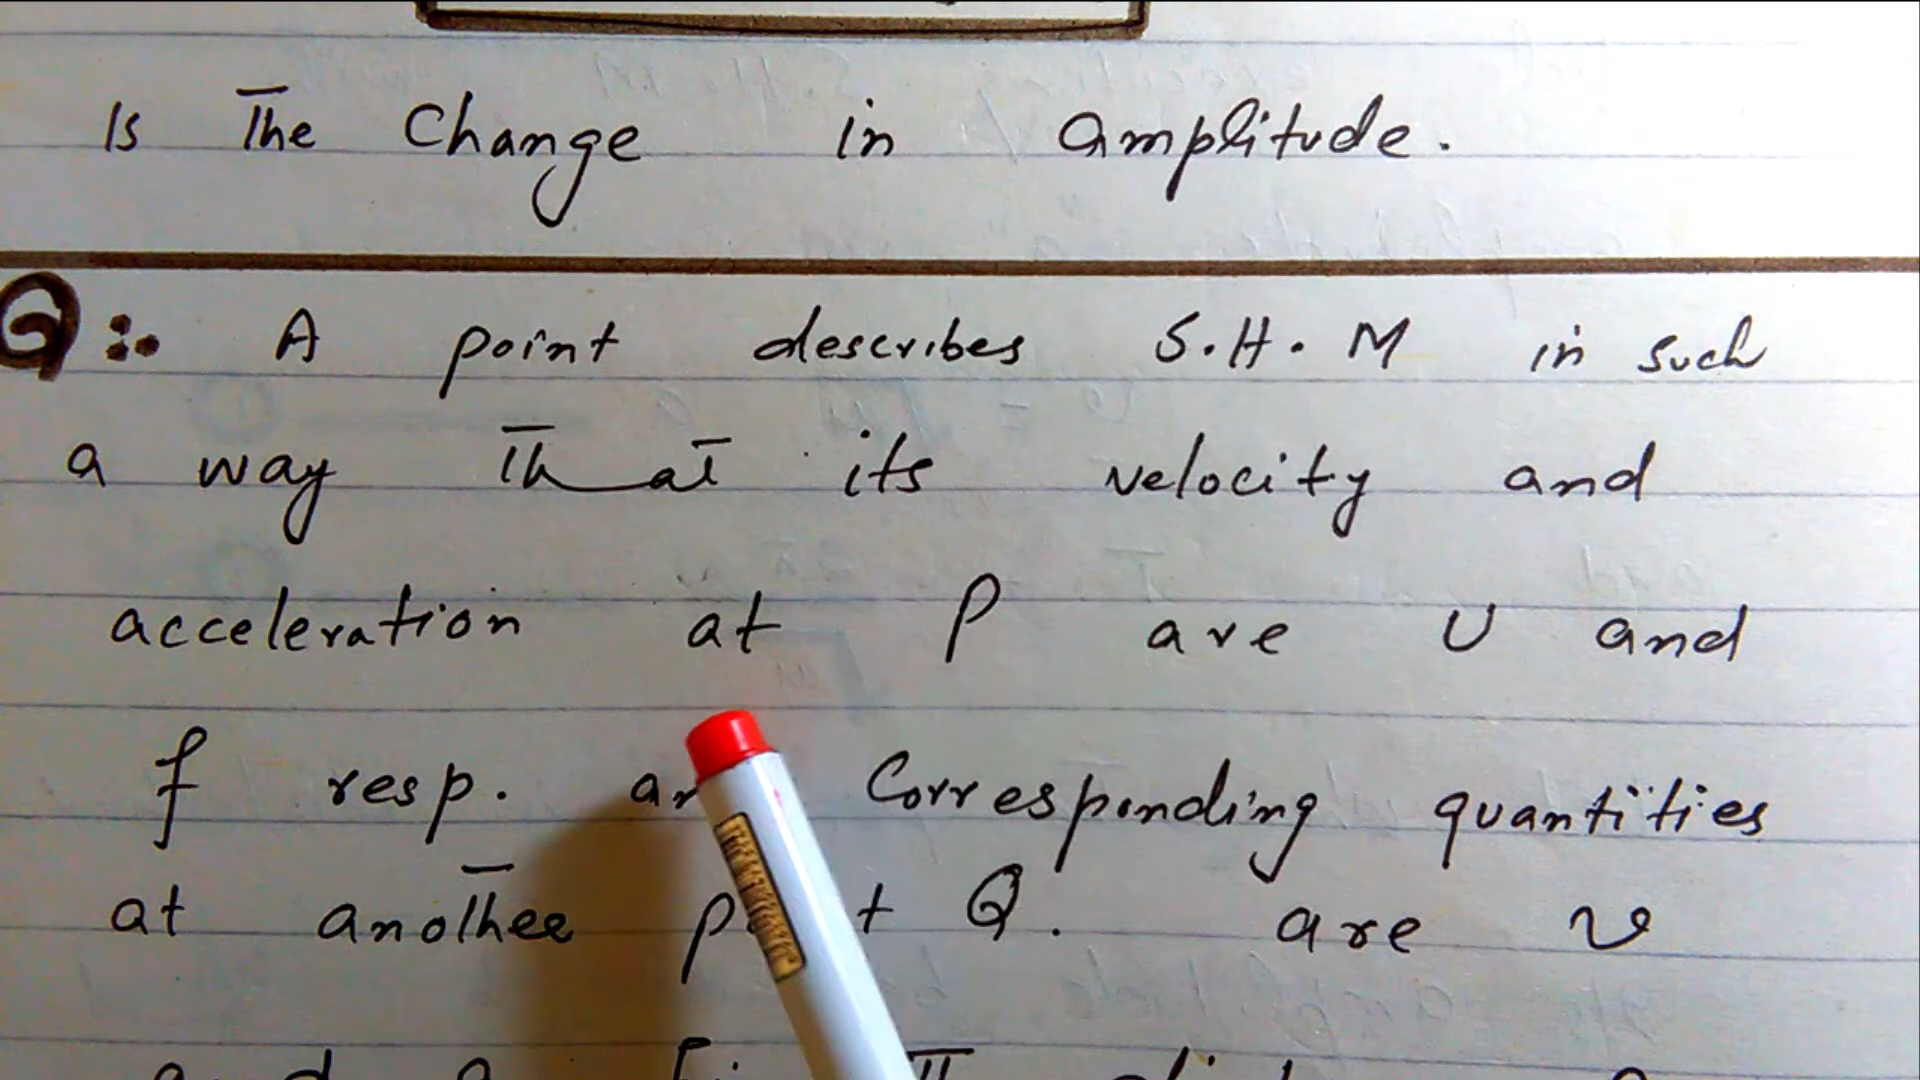 Is The Change in amplitude.
Q:. A point describes S.H.M in such
a way that its velocity and
acceleration at P are U and
f resp. Corresponding quantities
at another Q. are v
and